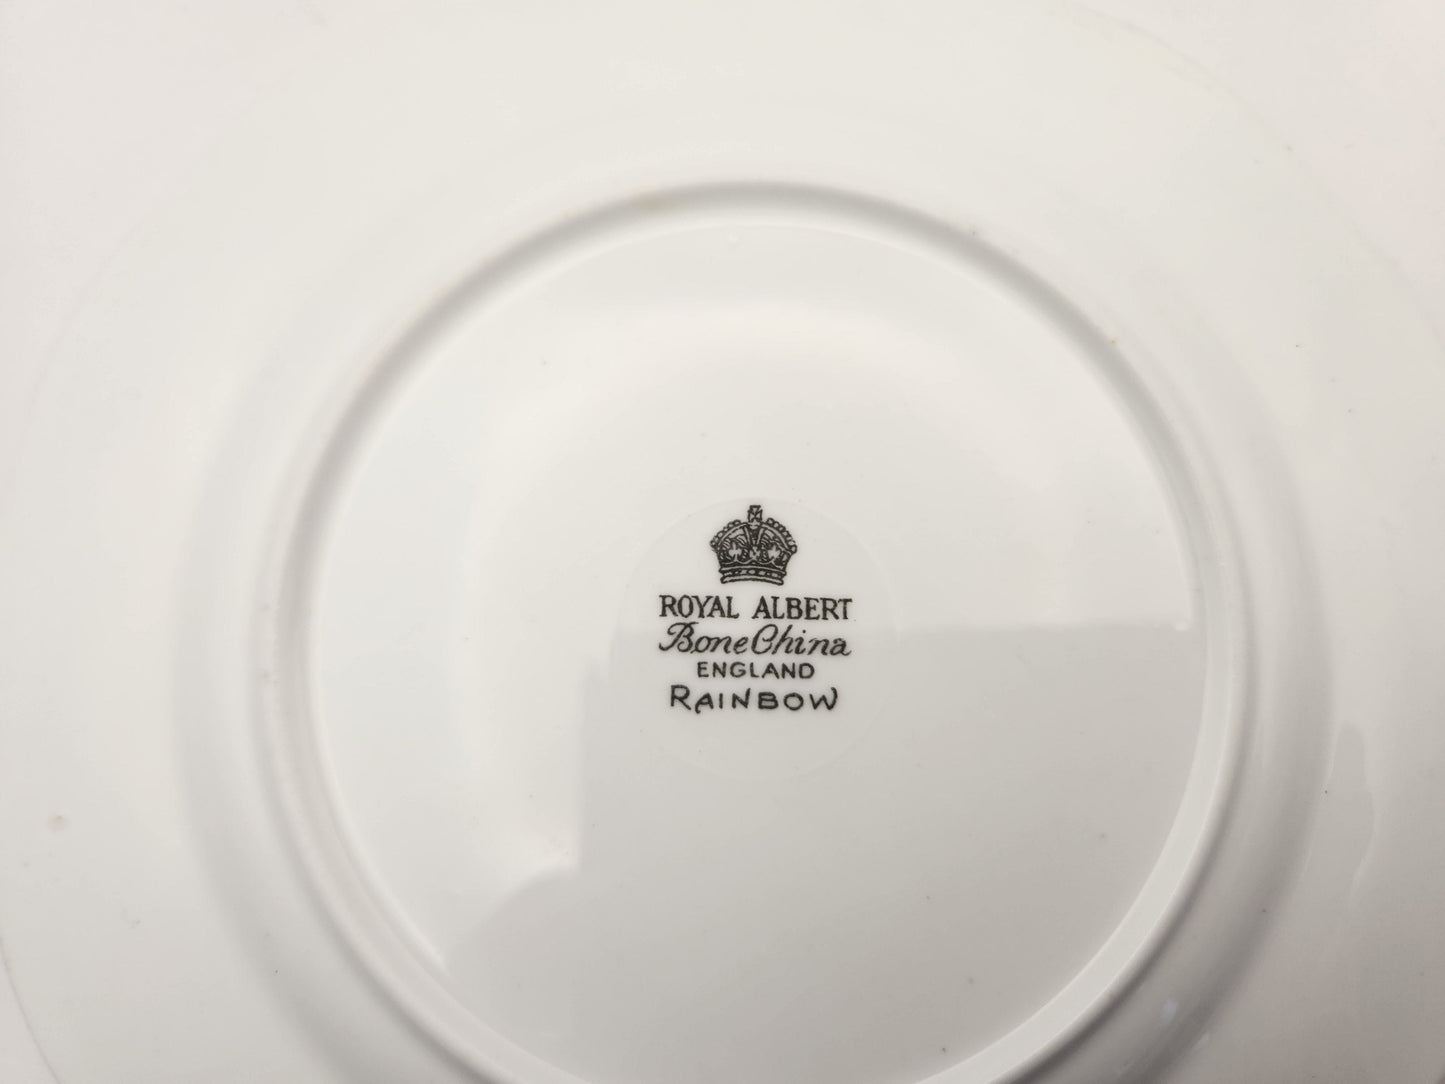 ROYAL ALBERT
Bone China
ENGLAND
RAINBOW